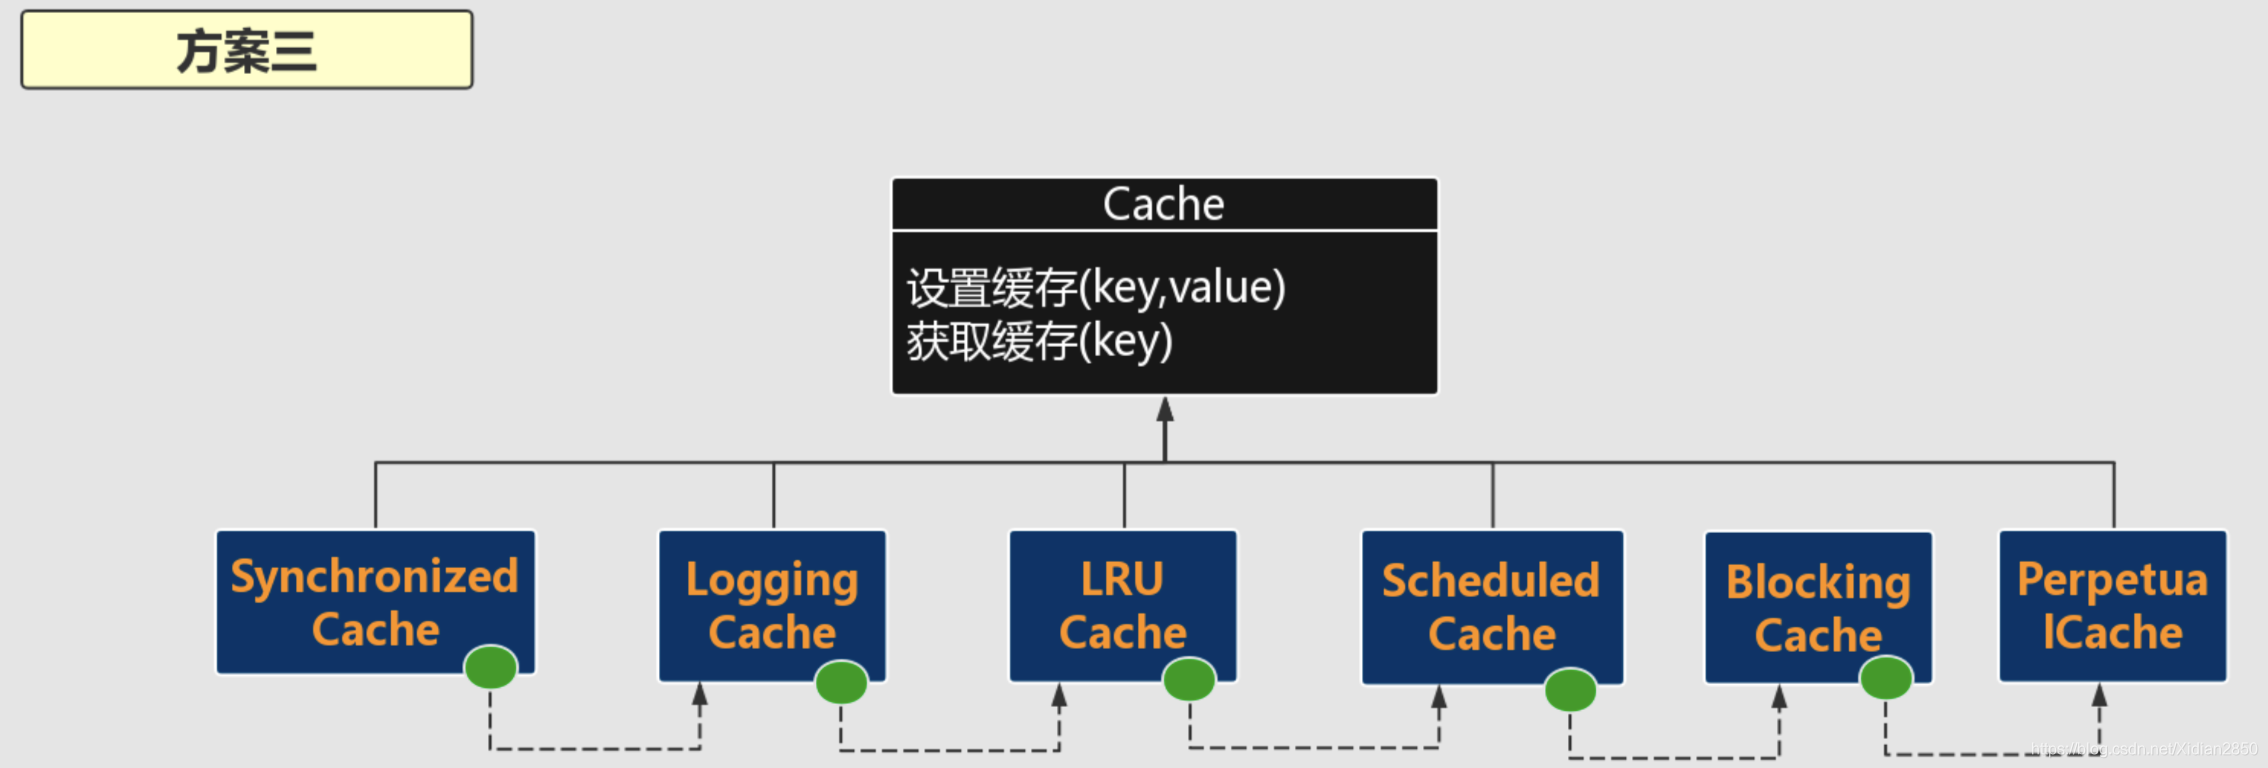 方案三
Cache
设置缓存(key,value)
获取缓存(key)
Synchronized
Cache
Logging
Cache
LRU
Cache
Scheduled
Cache
Blocking
Cache
Perpetua
lCache
https://blog.csdn.net/Xidian2850